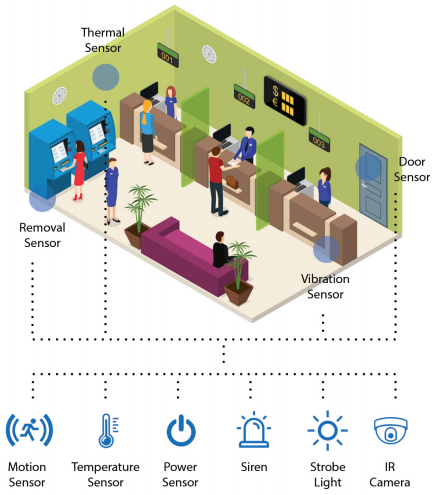 Thermal
Sensor
001
002
$
€
003
Door
Sensor
Removal
Sensor
Vibration
Sensor
Motion
Sensor
Temperature
Sensor
Power
Sensor
Siren
Strobe
Light
IR
Camera